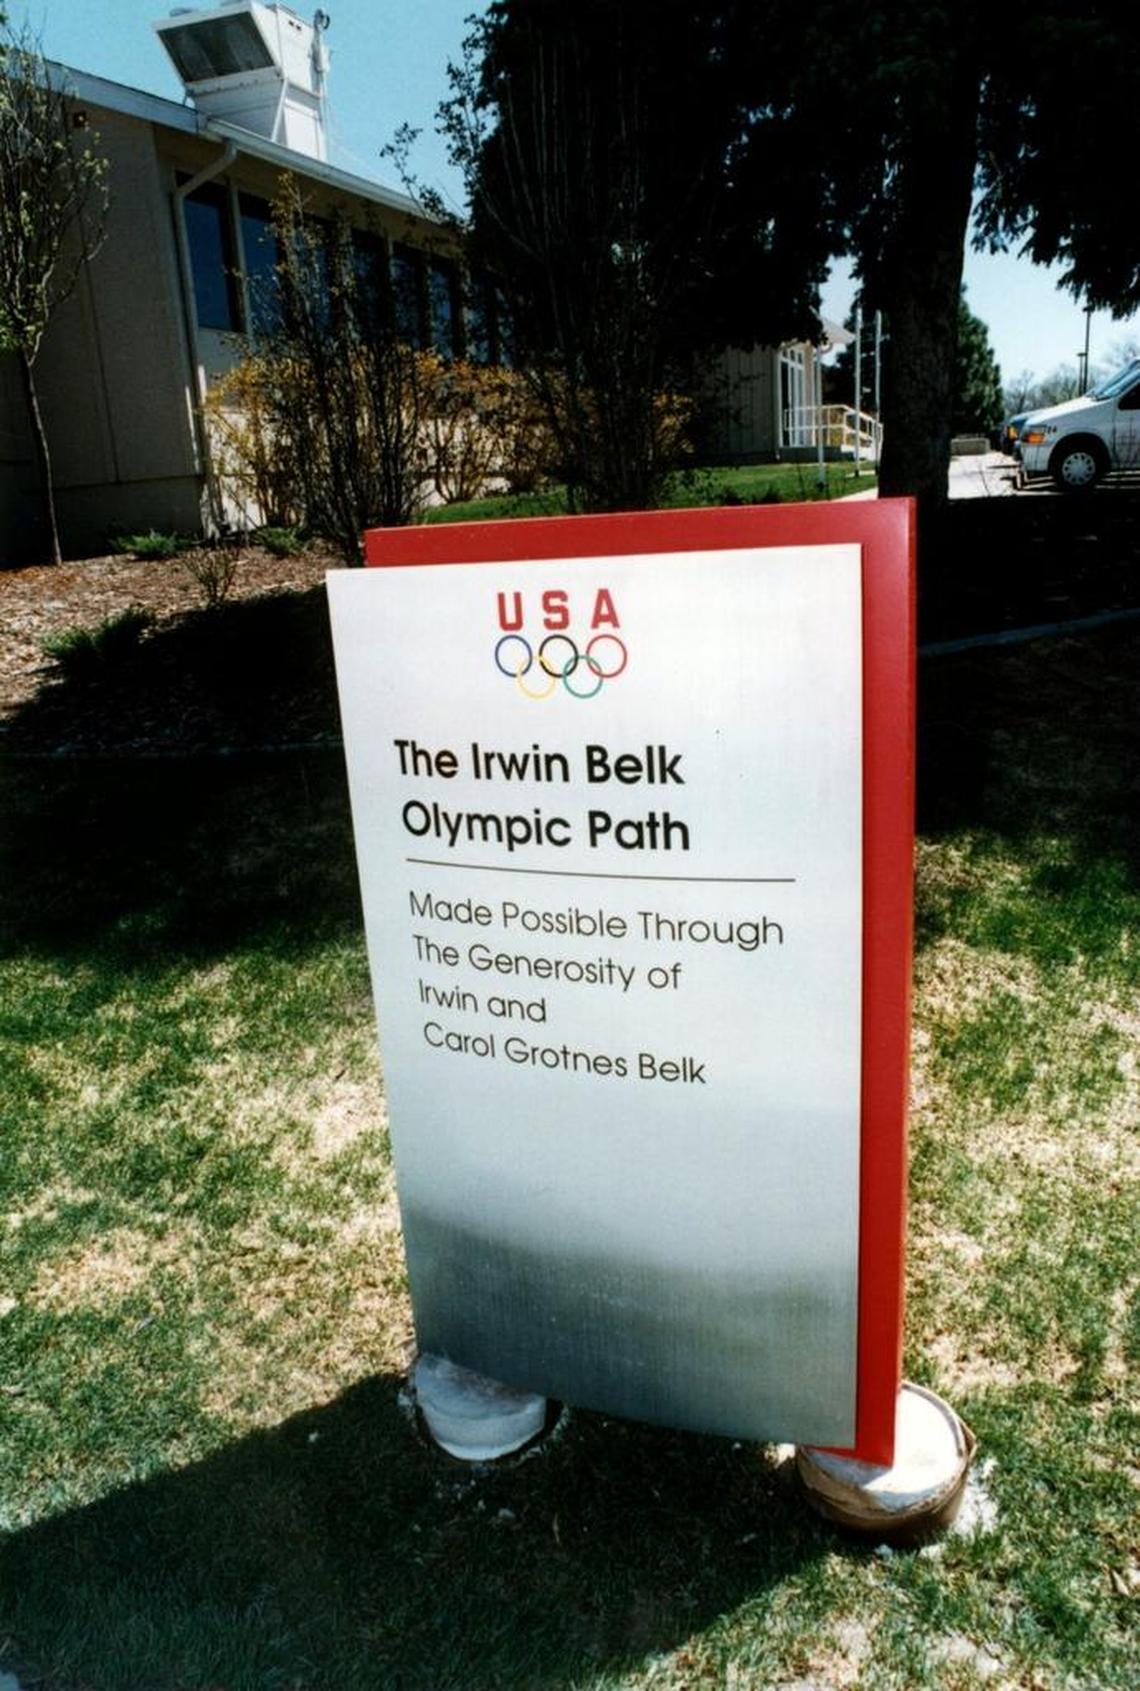 USA
The Irwin Belk
Olympic Path
Made Possible Through
The Generosity of
Irwin and
Carol Grotnes Belk